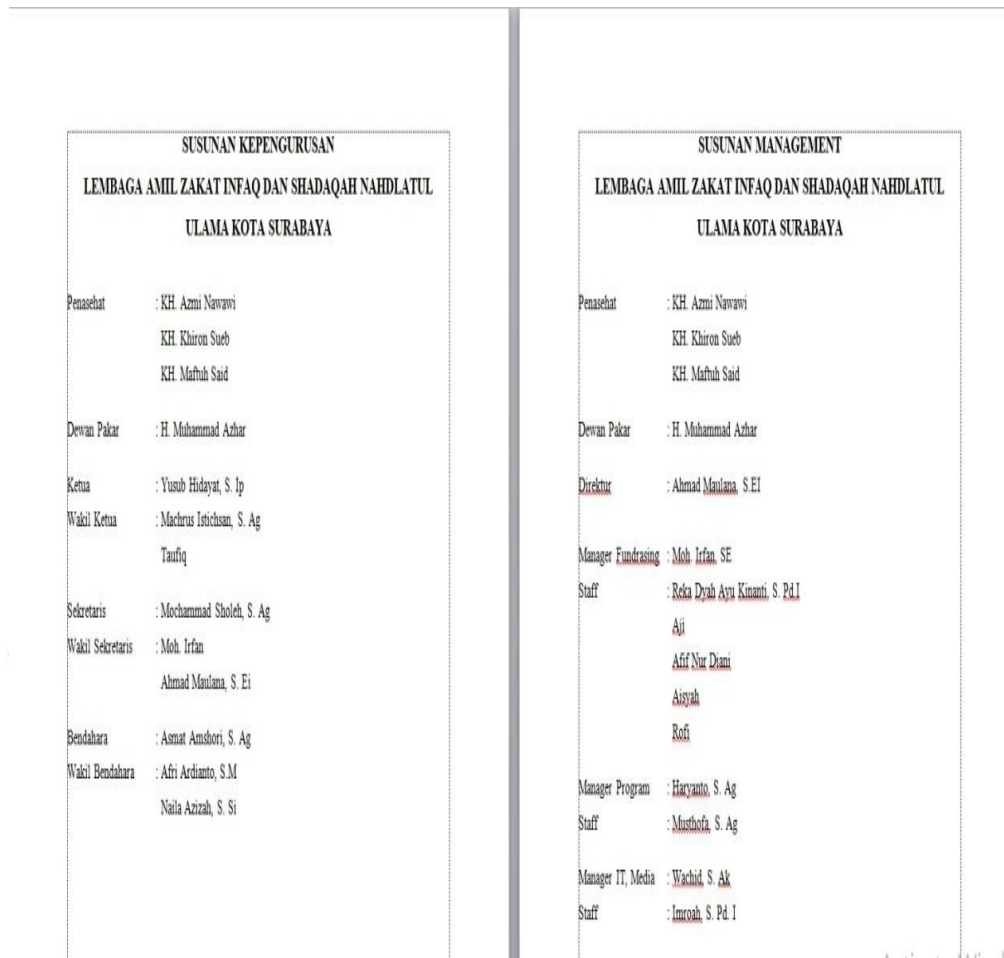 SUSUNAN KEPENGURUSAN
LEMBAGA AMIL ZAKAT INFAQ DAN SHADAQAH NAHDLATUL
ULAMA KOTA SURABAYA
Penasehat : KH. Azmi Nawawi
KH. Khiron Sueb
KH. Maftuh Said
Dewan Pakar : H. Muhammad Azhar
Ketua : Yusub Hidayat, S. Ip
Wakil Ketua : Machrus Istichsan, S. Ag
Taufiq
Sekretaris : Mochammad Sholeh, S. Ag
Wakil Sekretaris : Moh. Irfan
Ahmad Maulana, S. Ei
Bendahara : Asmat Amshori, S. Ag
Wakil Bendahara : Afri Ardianto, S.M
Naila Azizah, S. Si
SUSUNAN MANAGEMENT
LEMBAGA AMIL ZAKAT INFAQ DAN SHADAQAH NAHDLATUL
ULAMA KOTA SURABAYA
Penasehat : KH. Azmi Nawawi
KH. Khiron Sueb
KH. Maftuh Said
Dewan Pakar : H. Muhammad Azhar
Direktur : Ahmad Maulana, S.EI
Manager Fundrasing : Moh. Irfan, SE
Staff : Reka Dyah Ayu Kinanti, S. Pd.I
Aji
Afif Nur Diani
Aisyah
Rofi
Manager Program : Haryanto, S. Ag
Staff : Musthofa, S. Ag
Manager IT, Media : Wachid, S. Ak
Staff : Imroah, S. Pd. I